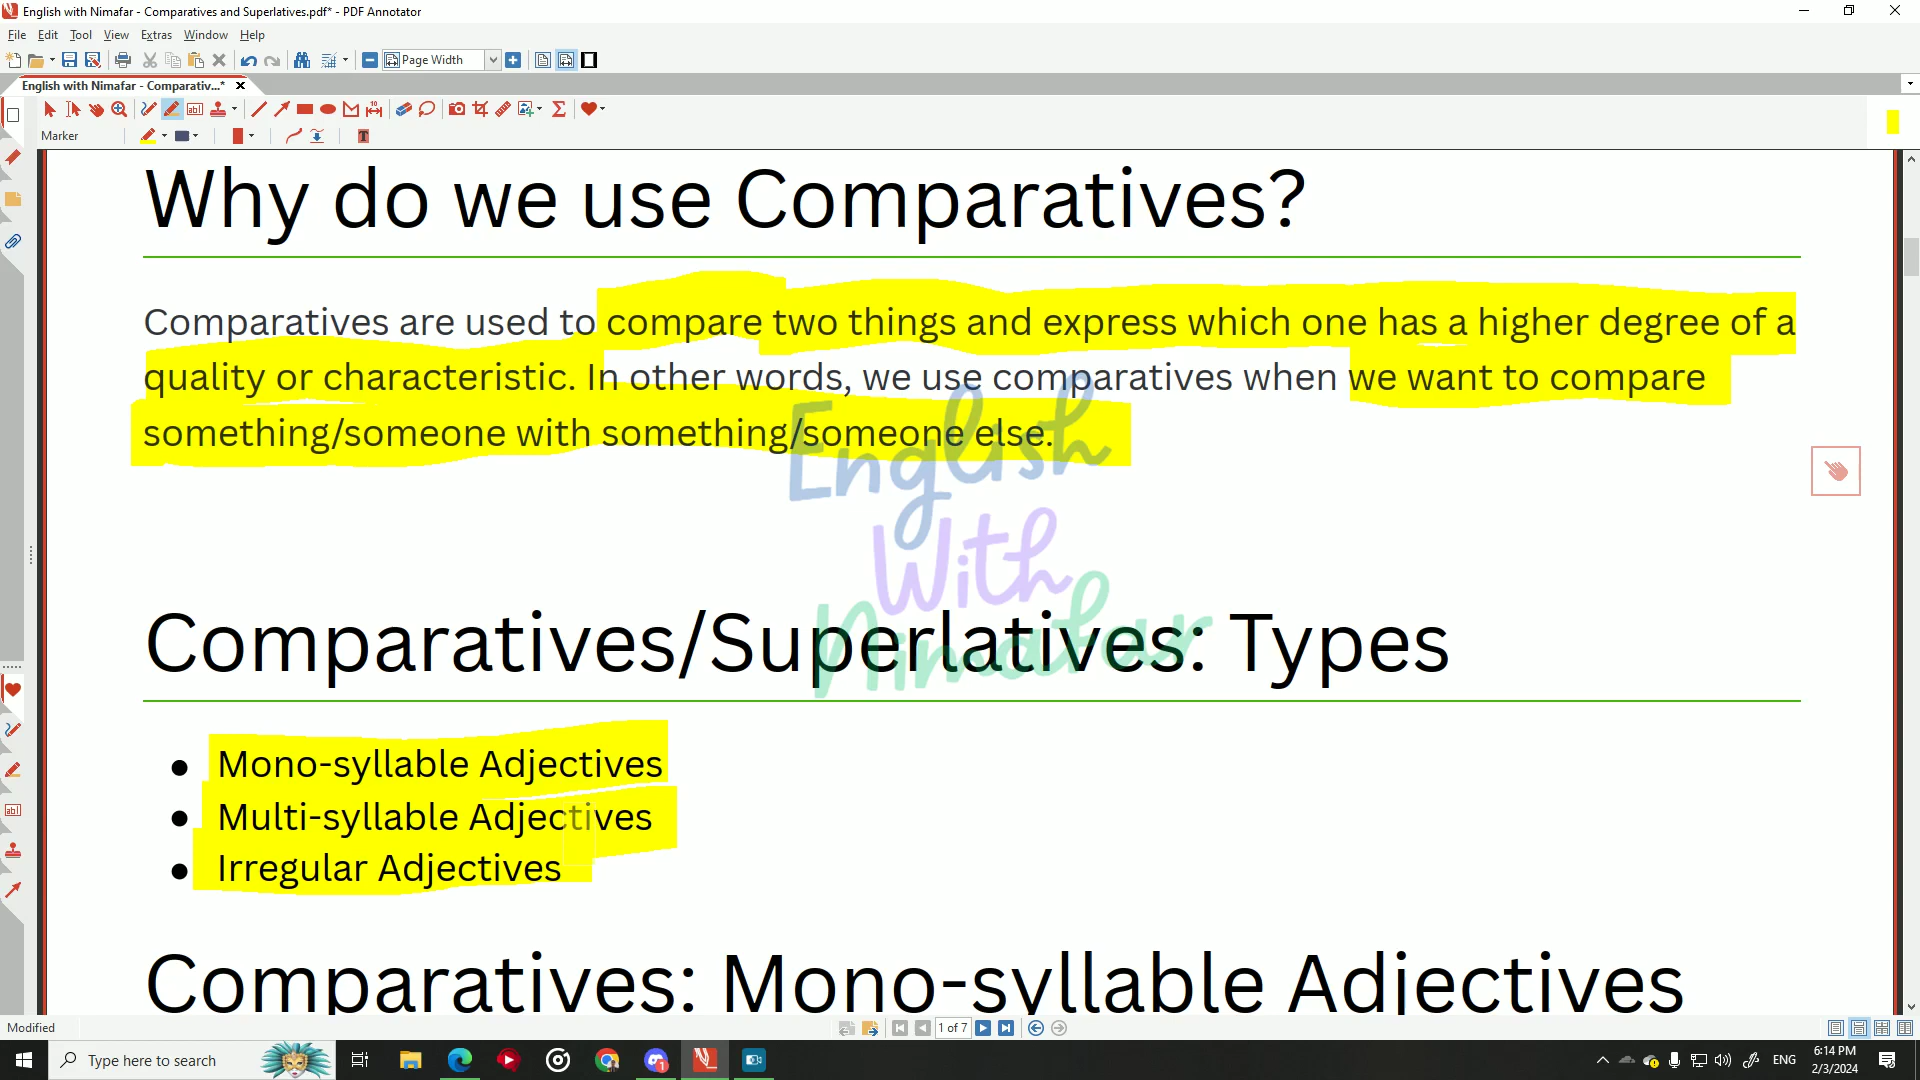 English with Nimafar - Comparatives and Superlatives.pdf* - PDF Annotator
File Edit Tool View Extras Window Help
Page Width
English with Nimafar - Comparativ...*
Marker
Why do we use Comparatives?
Comparatives are used to compare two things and express which one has a higher degree of a
quality or characteristic. In other words, we use comparatives when we want to compare
something/someone with something/someone else.
English
With
Nimafar
Comparatives/Superlatives: Types
Mono-syllable Adjectives
Multi-syllable Adjectives
Irregular Adjectives
Comparatives: Mono-syllable Adjectives
Modified
1 of 7
Type here to search
ENG
6:14 PM
2/3/2024